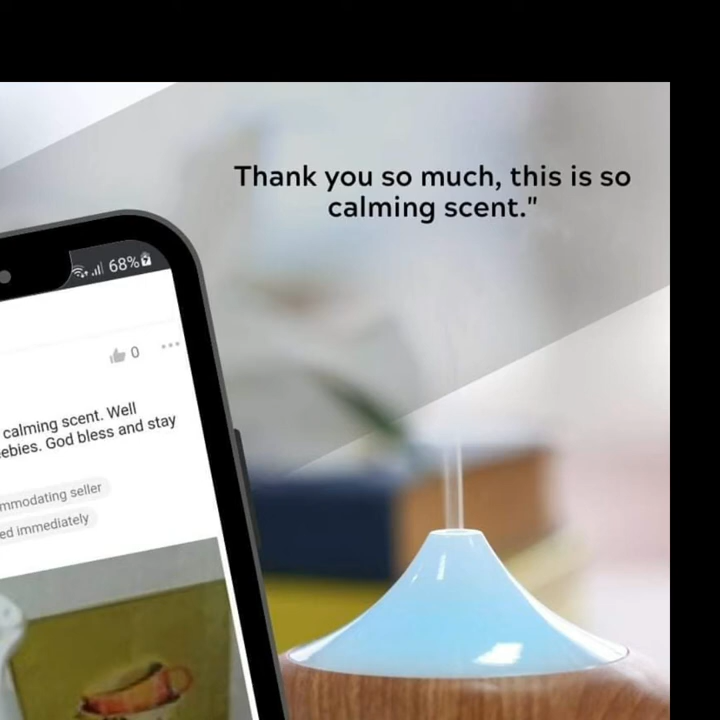 Thank you so much, this is so
calming scent."
68%
0
calming scent. Well
eebies. God bless and stay
mmodating seller
ed immediately